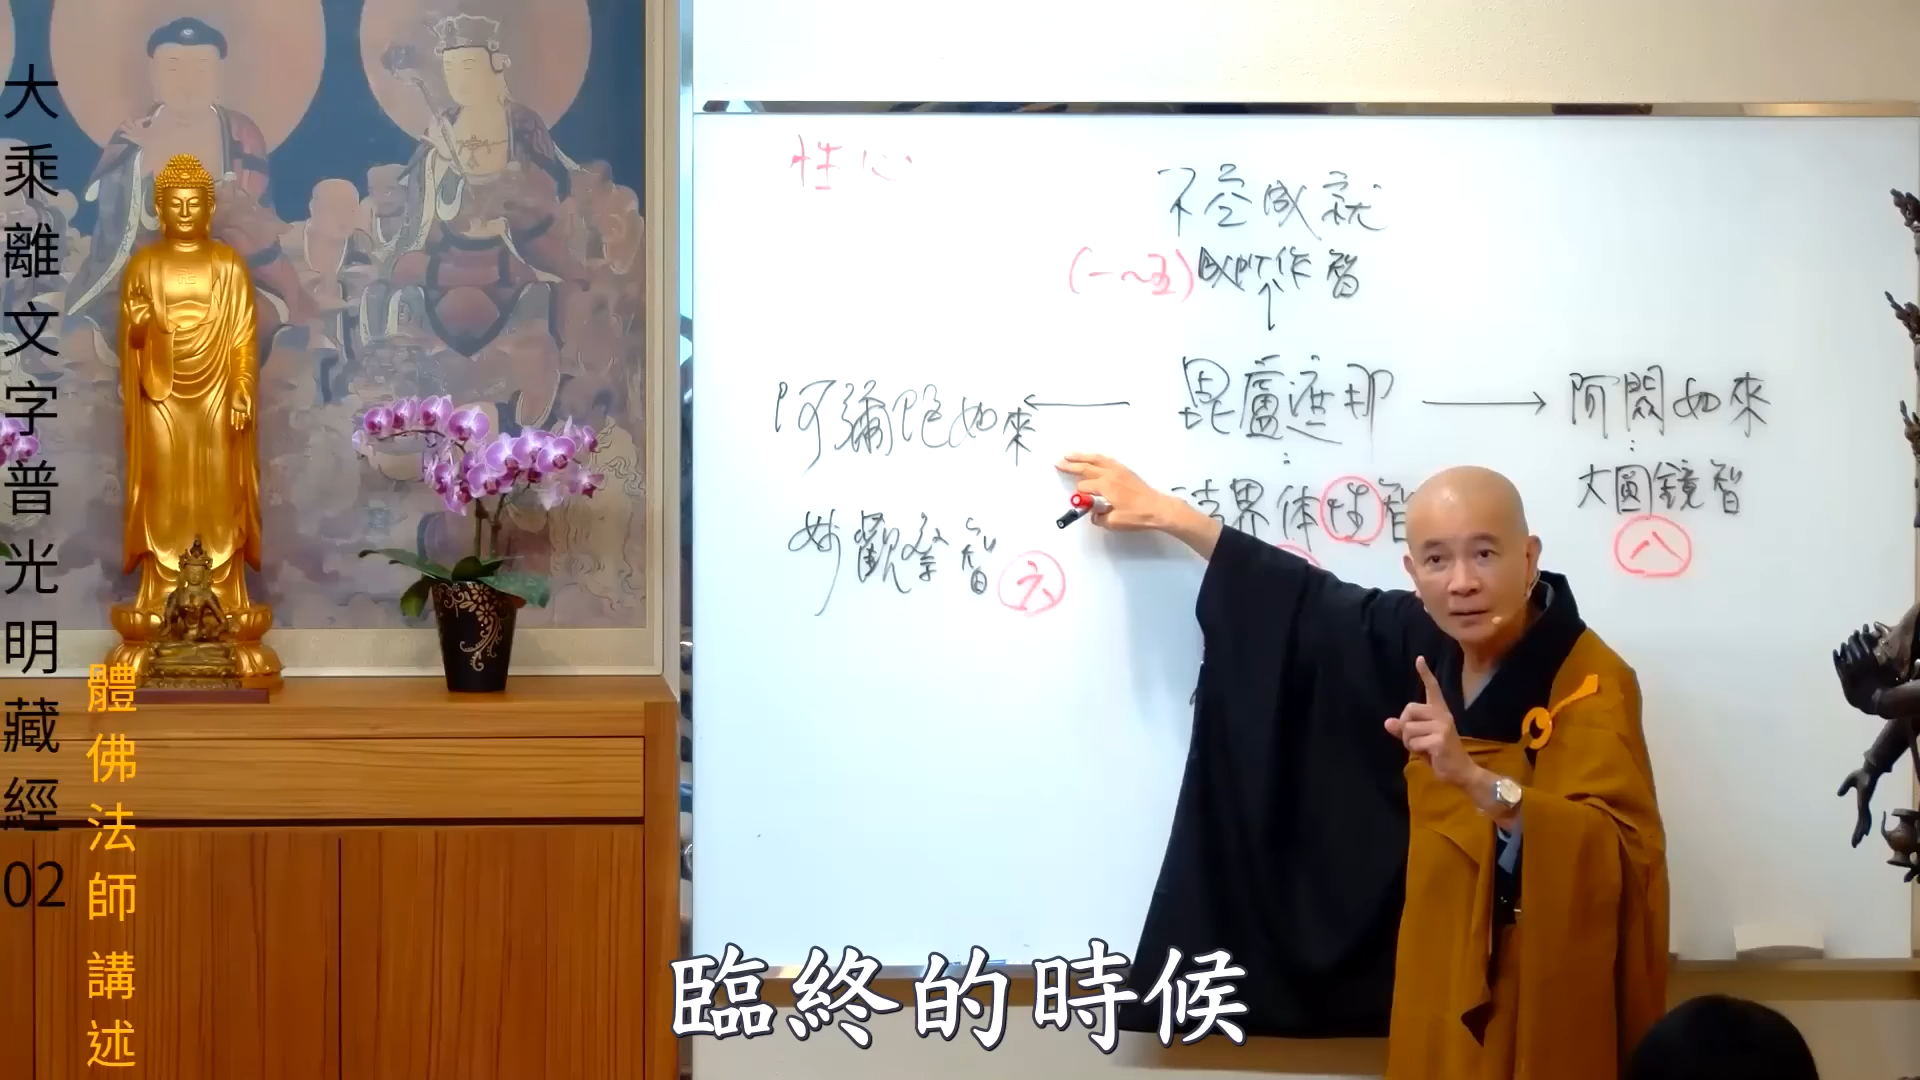 大乘離文字普光明藏經02
體佛法師講述
性心
不空成就
(一~五)成所作智
↑
阿彌陀如來 ← 毘盧遮那 → 阿閦如來
法界体性智
大圓鏡智
八
妙觀察智 六
臨終的時候